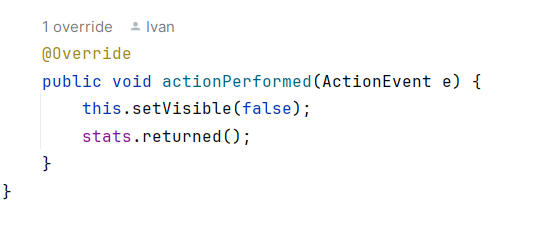 1 override Ivan
@Override
public void actionPerformed(ActionEvent e) {
    this.setVisible(false);
    stats.returned();
}
}